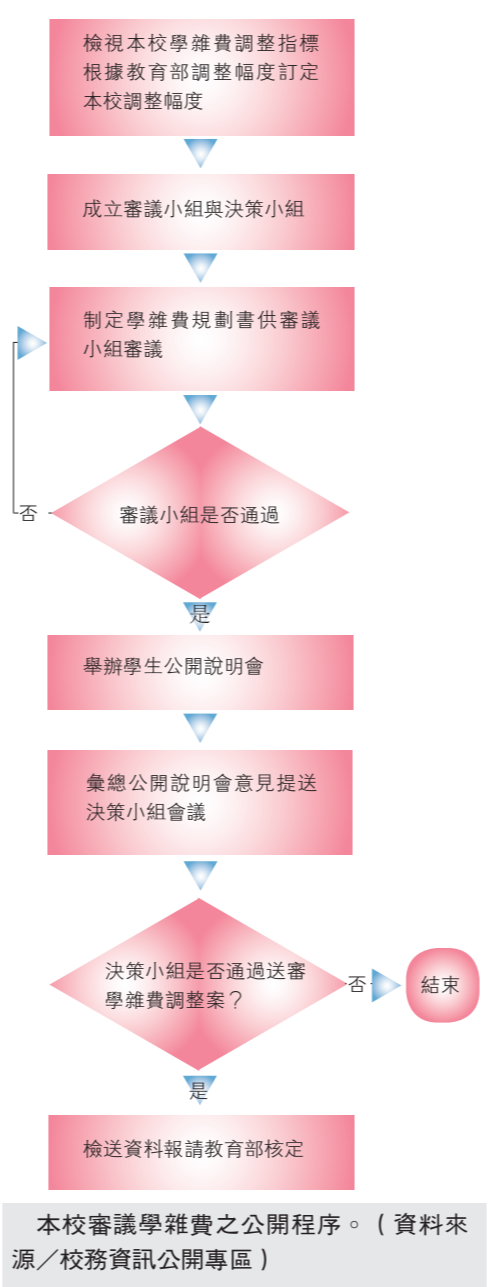 檢視本校學雜費調整指標
根據教育部調整幅度訂定
本校調整幅度
成立審議小組與決策小組
制定學雜費規劃書供審議
小組審議
審議小組是否通過
否
是
舉辦學生公開說明會
彙總公開說明會意見提送
決策小組會議
決策小組是否通過送審
學雜費調整案？
否
結束
是
檢送資料報請教育部核定
本校審議學雜費之公開程序。（資料來
源／校務資訊公開專區）